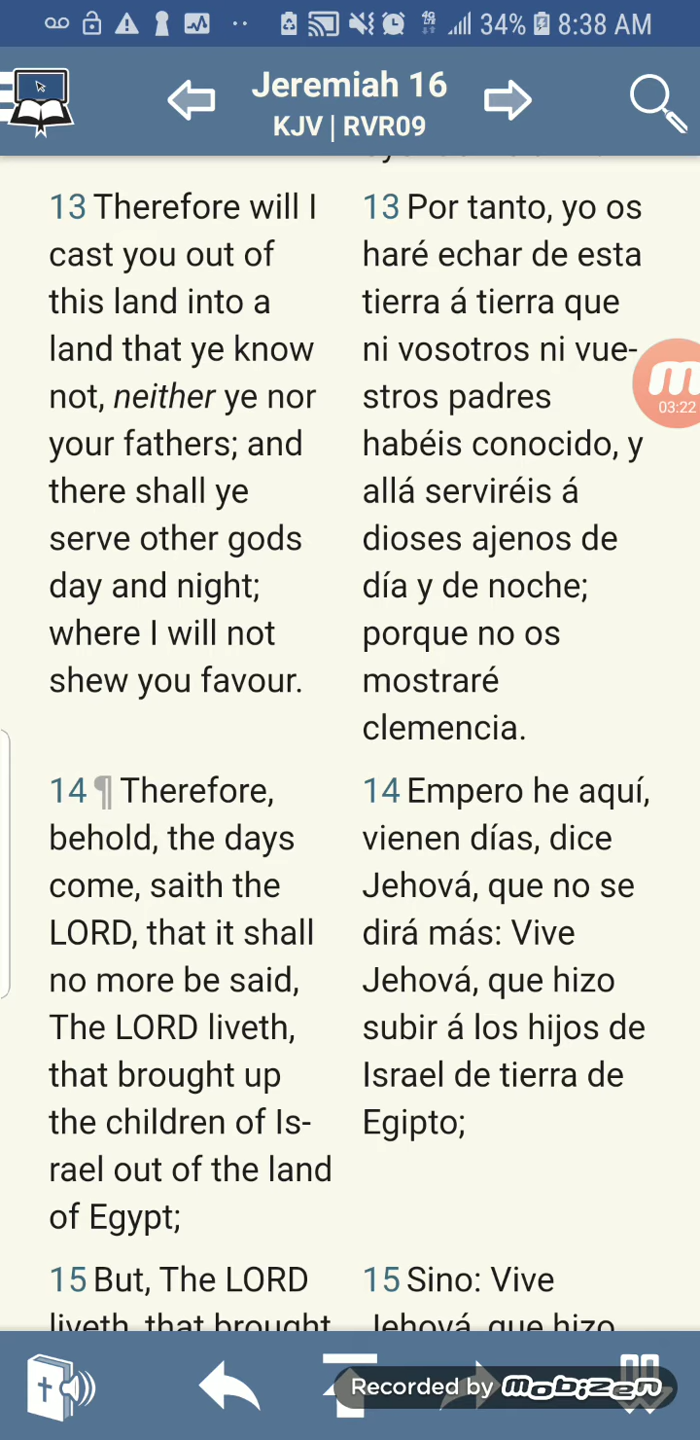 34% 8:38 AM
Jeremiah 16
KJV | RVR09
13 Therefore will I
cast you out of
this land into a
land that ye know
not, neither ye nor
your fathers; and
there shall ye
serve other gods
day and night;
where I will not
shew you favour.
14 ¶ Therefore,
behold, the days
come, saith the
LORD, that it shall
no more be said,
The LORD liveth,
that brought up
the children of Is-
rael out of the land
of Egypt;
15 But, The LORD
liveth, that brought
13 Por tanto, yo os
haré echar de esta
tierra á tierra que
ni vosotros ni vue-
stros padres
habéis conocido, y
allá serviréis á
dioses ajenos de
día y de noche;
porque no os
mostraré
clemencia.
14 Empero he aquí,
vienen días, dice
Jehová, que no se
dirá más: Vive
Jehová, que hizo
subir á los hijos de
Israel de tierra de
Egipto;
15 Sino: Vive
Jehová, que hizo
m
03:22
Recorded by mobizen